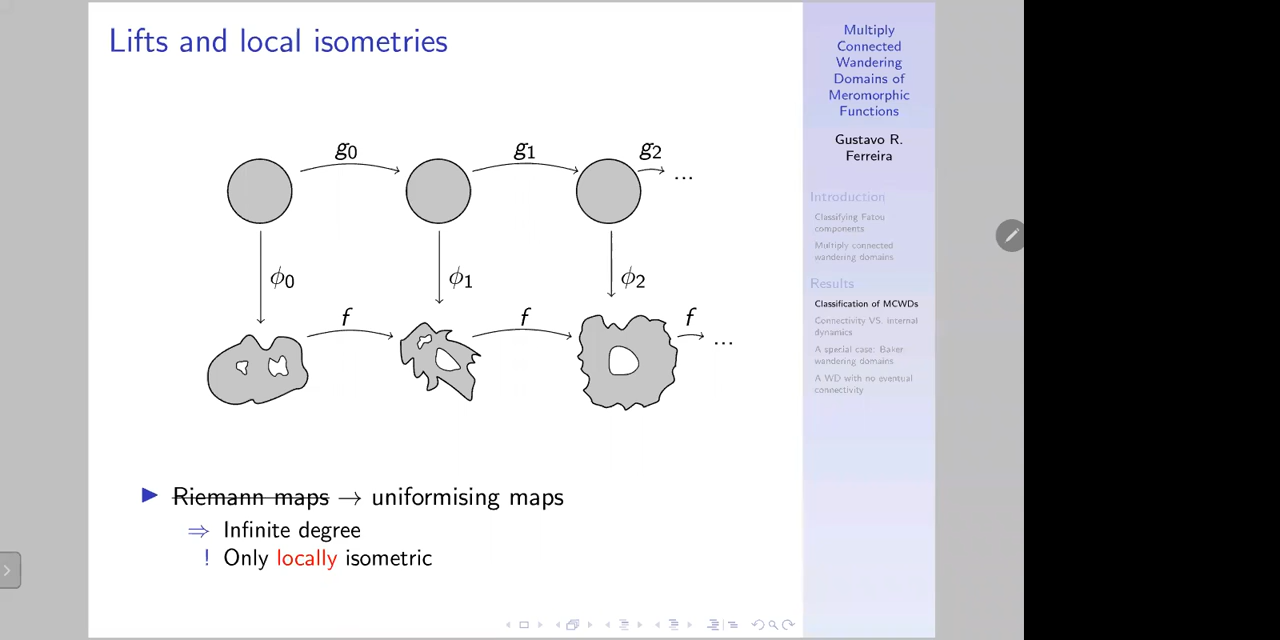 Lifts and local isometries
g0
g1
g2
...
ϕ0
ϕ1
ϕ2
f
f
f
...
▶ Riemann maps → uniformising maps
⇒ Infinite degree
! Only locally isometric
Multiply
Connected
Wandering
Domains of
Meromorphic
Functions
Gustavo R.
Ferreira
Introduction
Classifying Fatou
components
Multiply connected
wandering domains
Results
Classification of MCWDs
Connectivity VS. internal
dynamics
A special case: Baker
wandering domains
A WD with no eventual
connectivity